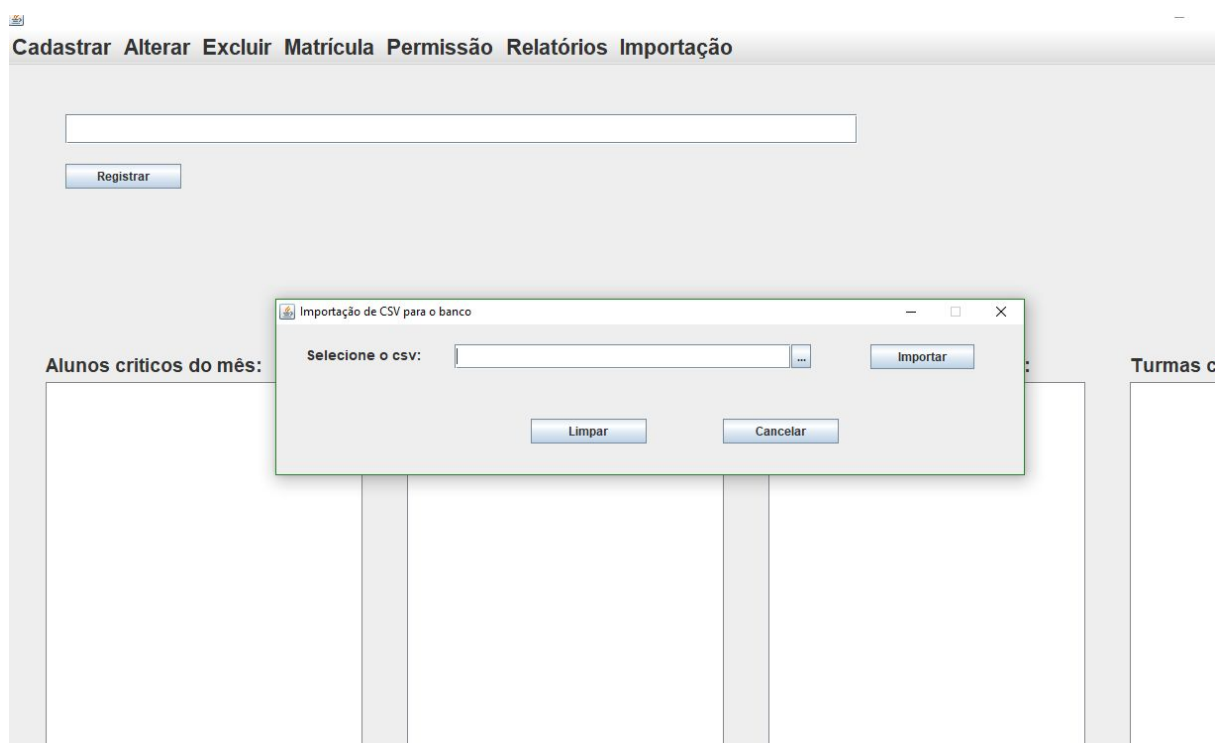 Cadastrar Alterar Excluir Matrícula Permissão Relatórios Importação
Registrar
Importação de CSV para o banco
Selecione o csv:
...
Importar
Limpar
Cancelar
Alunos criticos do mês:
:
Turmas c